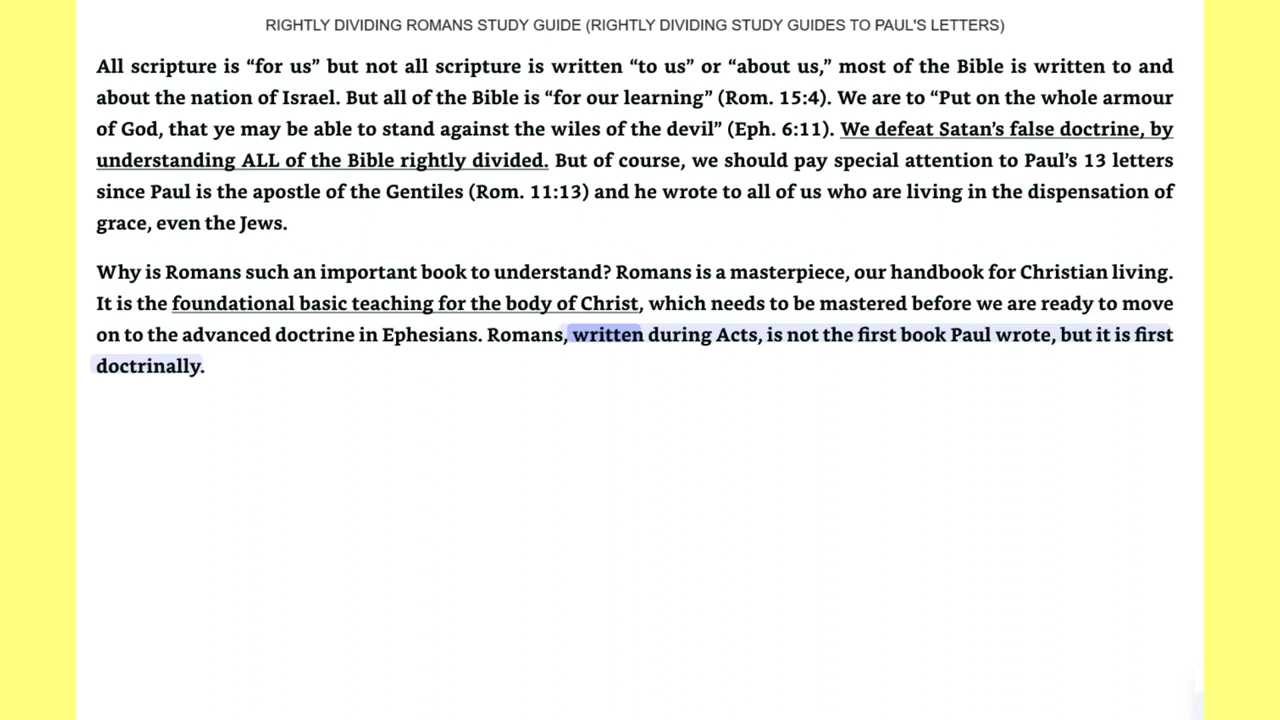 RIGHTLY DIVIDING ROMANS STUDY GUIDE (RIGHTLY DIVIDING STUDY GUIDES TO PAUL'S LETTERS)
All scripture is “for us” but not all scripture is written “to us” or “about us,” most of the Bible is written to and
about the nation of Israel. But all of the Bible is “for our learning” (Rom. 15:4). We are to “Put on the whole armour
of God, that ye may be able to stand against the wiles of the devil” (Eph. 6:11). We defeat Satan’s false doctrine, by
understanding ALL of the Bible rightly divided. But of course, we should pay special attention to Paul’s 13 letters
since Paul is the apostle of the Gentiles (Rom. 11:13) and he wrote to all of us who are living in the dispensation of
grace, even the Jews.
Why is Romans such an important book to understand? Romans is a masterpiece, our handbook for Christian living.
It is the foundational basic teaching for the body of Christ, which needs to be mastered before we are ready to move
on to the advanced doctrine in Ephesians. Romans, written during Acts, is not the first book Paul wrote, but it is first
doctrinally.